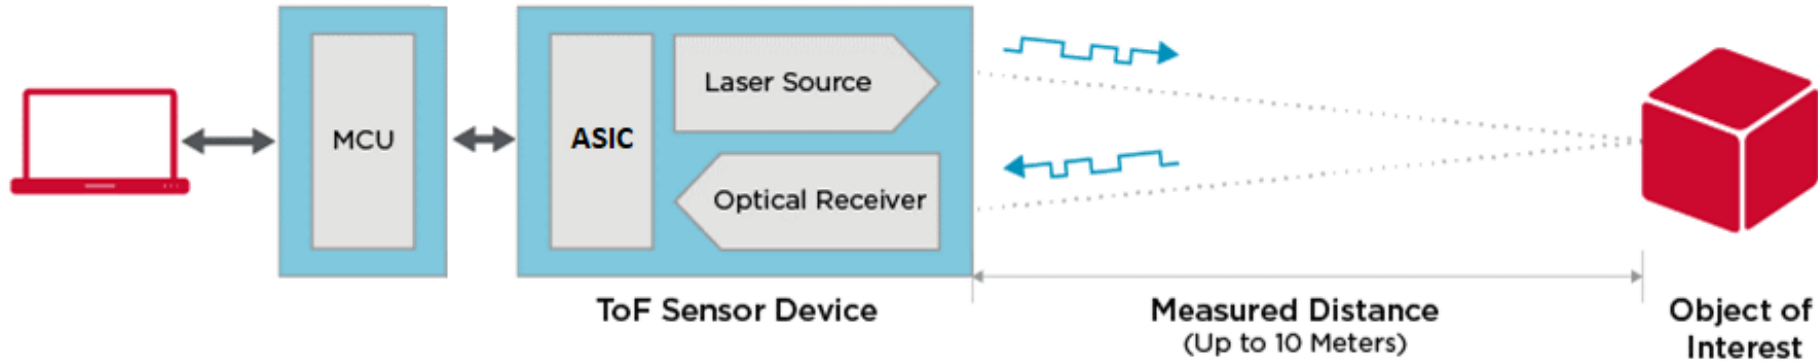 MCU
ASIC
Laser Source
Optical Receiver
ToF Sensor Device
Measured Distance
(Up to 10 Meters)
Object of
Interest